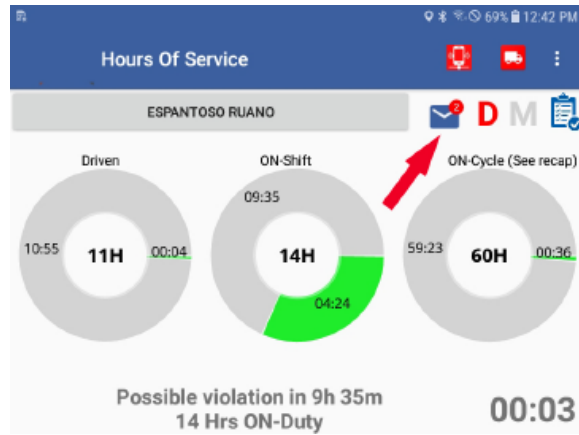 69% 12:42 PM
Hours Of Service
ESPANTOSO RUANO
2
D M
Driven
ON-Shift
ON-Cycle (See recap)
10:55
11H
00:04
09:35
14H
04:24
59:23
60H
00:36
Possible violation in 9h 35m
14 Hrs ON-Duty
00:03